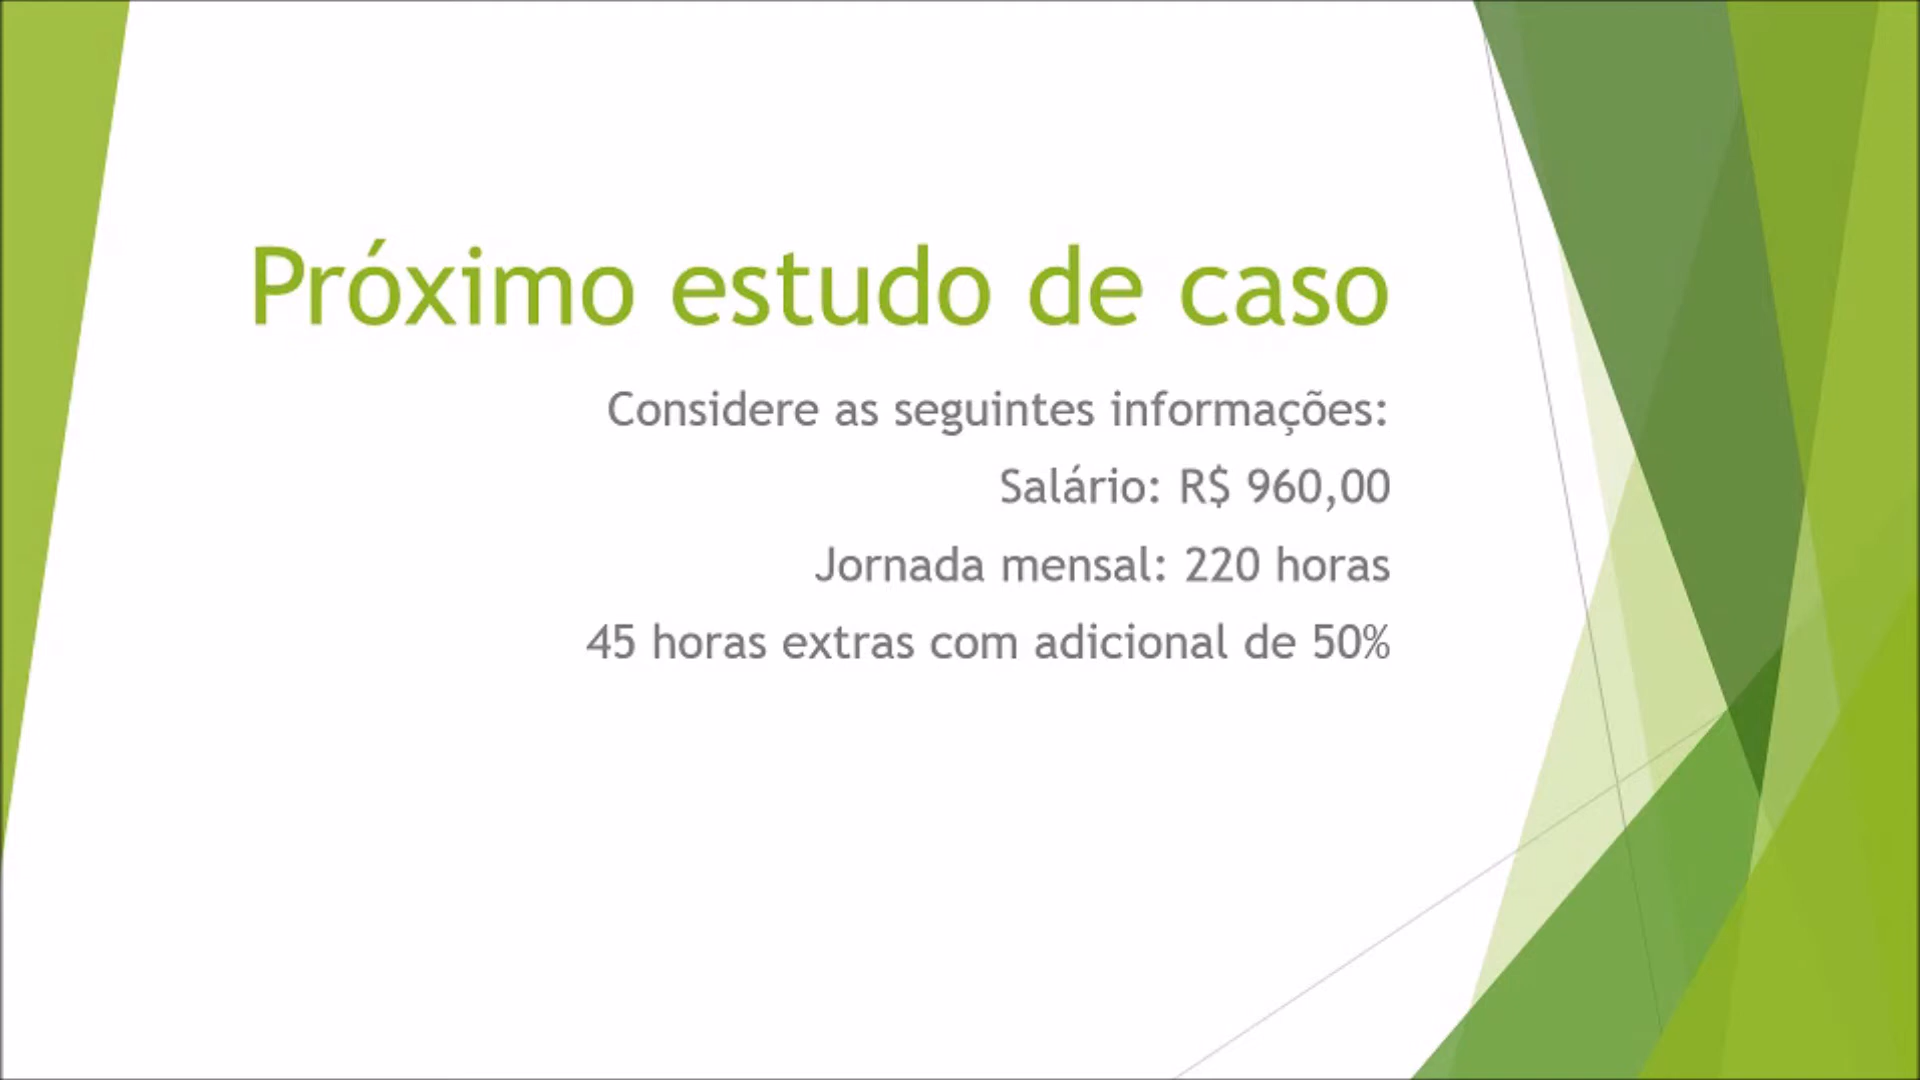 Próximo estudo de caso
Considere as seguintes informações:
Salário: R$ 960,00
Jornada mensal: 220 horas
45 horas extras com adicional de 50%